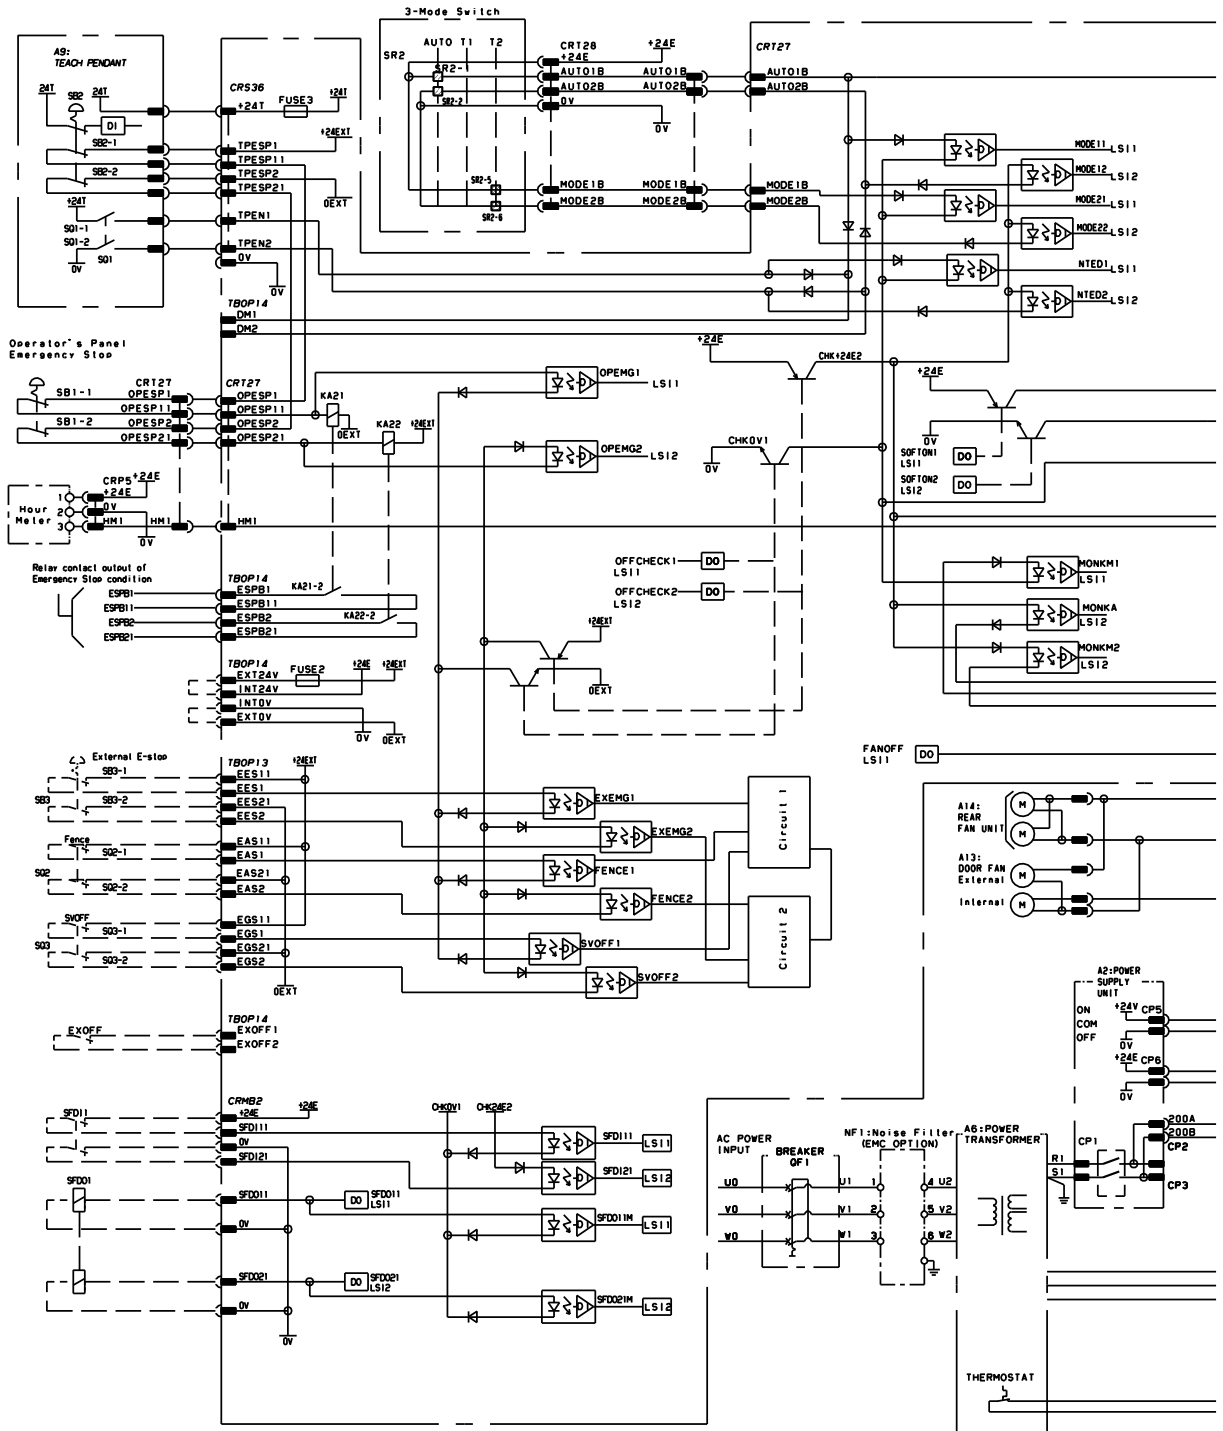 3-Mode Switch
A9:
TEACH PENDANT
24T
SB2
24T
DI
SB2-1
SB2-2
+24T
SQ1-1
SQ1-2
SQ1
0V
CRS36
+24T
FUSE3
+24T
TPESP1
+24EXT
TPESP11
TPESP2
TPESP21
0EXT
TPEN1
TPEN2
0V
0V
SR2
AUTO
T1
T2
SR2-
SR2-2
SR2-5
SR2-6
CRT28
+24E
+24E
AUTO1B
AUTO1B
AUTO2B
AUTO2B
0V
0V
MODE1B
MODE1B
MODE2B
MODE2B
CRT27
AUTO1B
AUTO2B
MODE1B
MODE2B
MODE11
LSI1
MODE12
LSI2
MODE21
LSI1
MODE22
LSI2
NTED1
LSI1
NTED2
LSI2
TBOP14
DM1
DM2
Operator's Panel
Emergency Stop
SB1-1
SB1-2
CRT27
OPESP1
OPESP11
OPESP2
OPESP21
CRT27
OPESP1
OPESP11
OPESP2
OPESP21
KA21
0EXT
KA22
+24EXT
OPEMG1
LSI1
OPEMG2
LSI2
+24E
CHK+24E2
CHK0V1
0V
+24E
0V
SOFTON1
LSI1
DO
SOFTON2
LSI2
DO
CRP5
+24E
+24E
0V
0V
Hour
Meter
1
2
3
HM1
HM1
HM1
Relay contact output of
Emergency Stop condition
ESPB1
ESPB11
ESPB2
ESPB21
TBOP14
ESPB1
ESPB11
ESPB2
ESPB21
KA21-2
KA22-2
OFFCHECK1
LSI1
DO
OFFCHECK2
LSI2
DO
MONKM1
LSI1
MONKA
LSI2
MONKM2
LSI2
+24EXT
0EXT
TBOP14
EXT24V
INT24V
INT0V
EXT0V
FUSE2
+24E
+24EXT
0V
0EXT
FANOFF
LSI1
DO
External E-stop
SB3-1
SB3
SB3-2
TBOP13
+24EXT
EES11
EES1
EES21
EES2
Fence
SQ2-1
SQ2
SQ2-2
EAS11
EAS1
EAS21
EAS2
SVOFF
SQ3-1
SQ3
SQ3-2
EGS11
EGS1
EGS21
EGS2
0EXT
EXEMG1
EXEMG2
FENCE1
FENCE2
SVOFF1
SVOFF2
Circuit 1
Circuit 2
A14:
REAR
FAN UNIT
M
M
A13:
DOOR FAN
External
M
Internal
M
TBOP14
EXOFF
EXOFF1
EXOFF2
A2:POWER
SUPPLY
UNIT
ON
COM
OFF
+24V
CP5
0V
+24E
CP6
0V
200A
200B
CP1
CP2
CP3
R1
S1
CRMB2
+24E
+24E
SFDI1
SFDI11
0V
SFDI21
SFDO1
SFDO11
DO
SFDO11
LSI1
0V
SFDO21
DO
SFDO21
LSI2
0V
0V
CHK0V1
CHK24E2
SFDI11
LSI1
SFDI21
LSI2
SFDO11M
LSI1
SFDO21M
LSI2
AC POWER
INPUT
BREAKER
QF1
NF1:Noise Filter
(EMC OPTION)
A6:POWER
TRANSFORMER
U0
U1
1
4
U2
V0
V1
2
5
V2
W0
W1
3
6
W2
THERMOSTAT